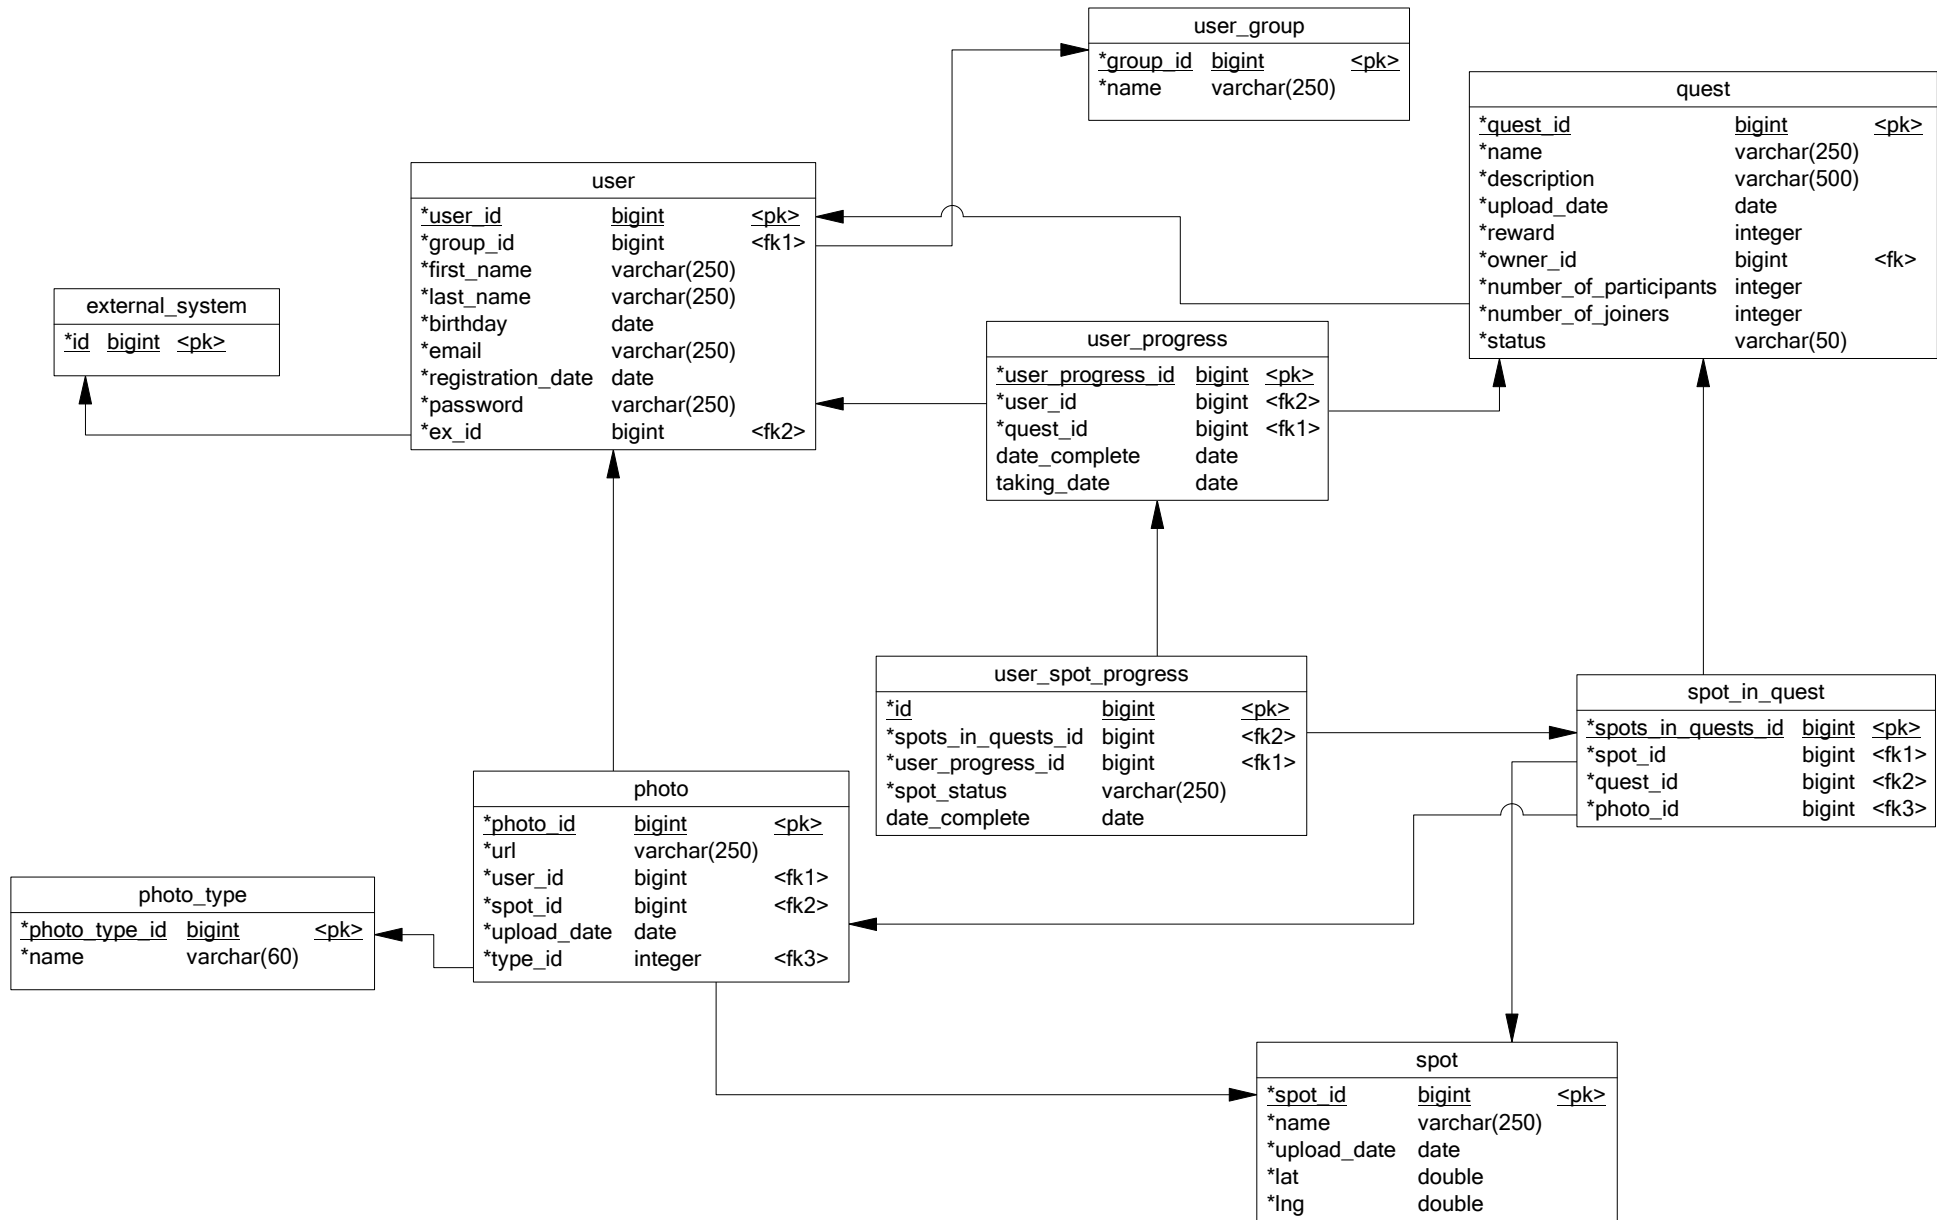 user_group
*group_id bigint <pk>
*name varchar(250)
quest
*quest_id bigint <pk>
*name varchar(250)
*description varchar(500)
*upload_date date
*reward integer
*owner_id bigint <fk>
*number_of_participants integer
*number_of_joiners integer
*status varchar(50)
user
*user_id bigint <pk>
*group_id bigint <fk1>
*first_name varchar(250)
*last_name varchar(250)
*birthday date
*email varchar(250)
*registration_date date
*password varchar(250)
*ex_id bigint <fk2>
external_system
*id bigint <pk>
user_progress
*user_progress_id bigint <pk>
*user_id bigint <fk2>
*quest_id bigint <fk1>
date_complete date
taking_date date
user_spot_progress
*id bigint <pk>
*spots_in_quests_id bigint <fk2>
*user_progress_id bigint <fk1>
*spot_status varchar(250)
date_complete date
spot_in_quest
*spots_in_quests_id bigint <pk>
*spot_id bigint <fk1>
*quest_id bigint <fk2>
*photo_id bigint <fk3>
photo
*photo_id bigint <pk>
*url varchar(250)
*user_id bigint <fk1>
*spot_id bigint <fk2>
*upload_date date
*type_id integer <fk3>
photo_type
*photo_type_id bigint <pk>
*name varchar(60)
spot
*spot_id bigint <pk>
*name varchar(250)
*upload_date date
*lat double
*lng double